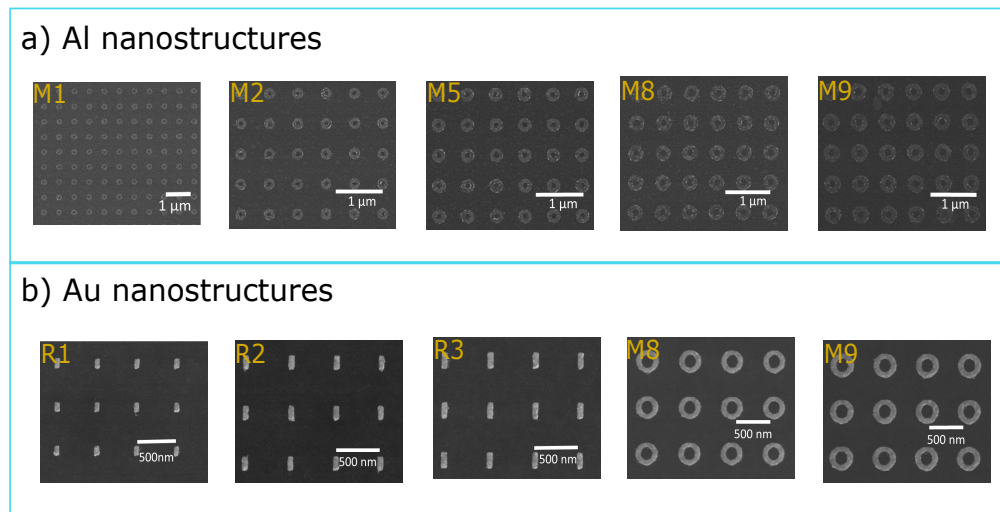 a) Al nanostructures
M1
M2
M5
M8
M9
1 µm
1 µm
1 µm
1 µm
1 µm
b) Au nanostructures
R1
R2
R3
M8
M9
500nm
500 nm
500 nm
500 nm
500 nm